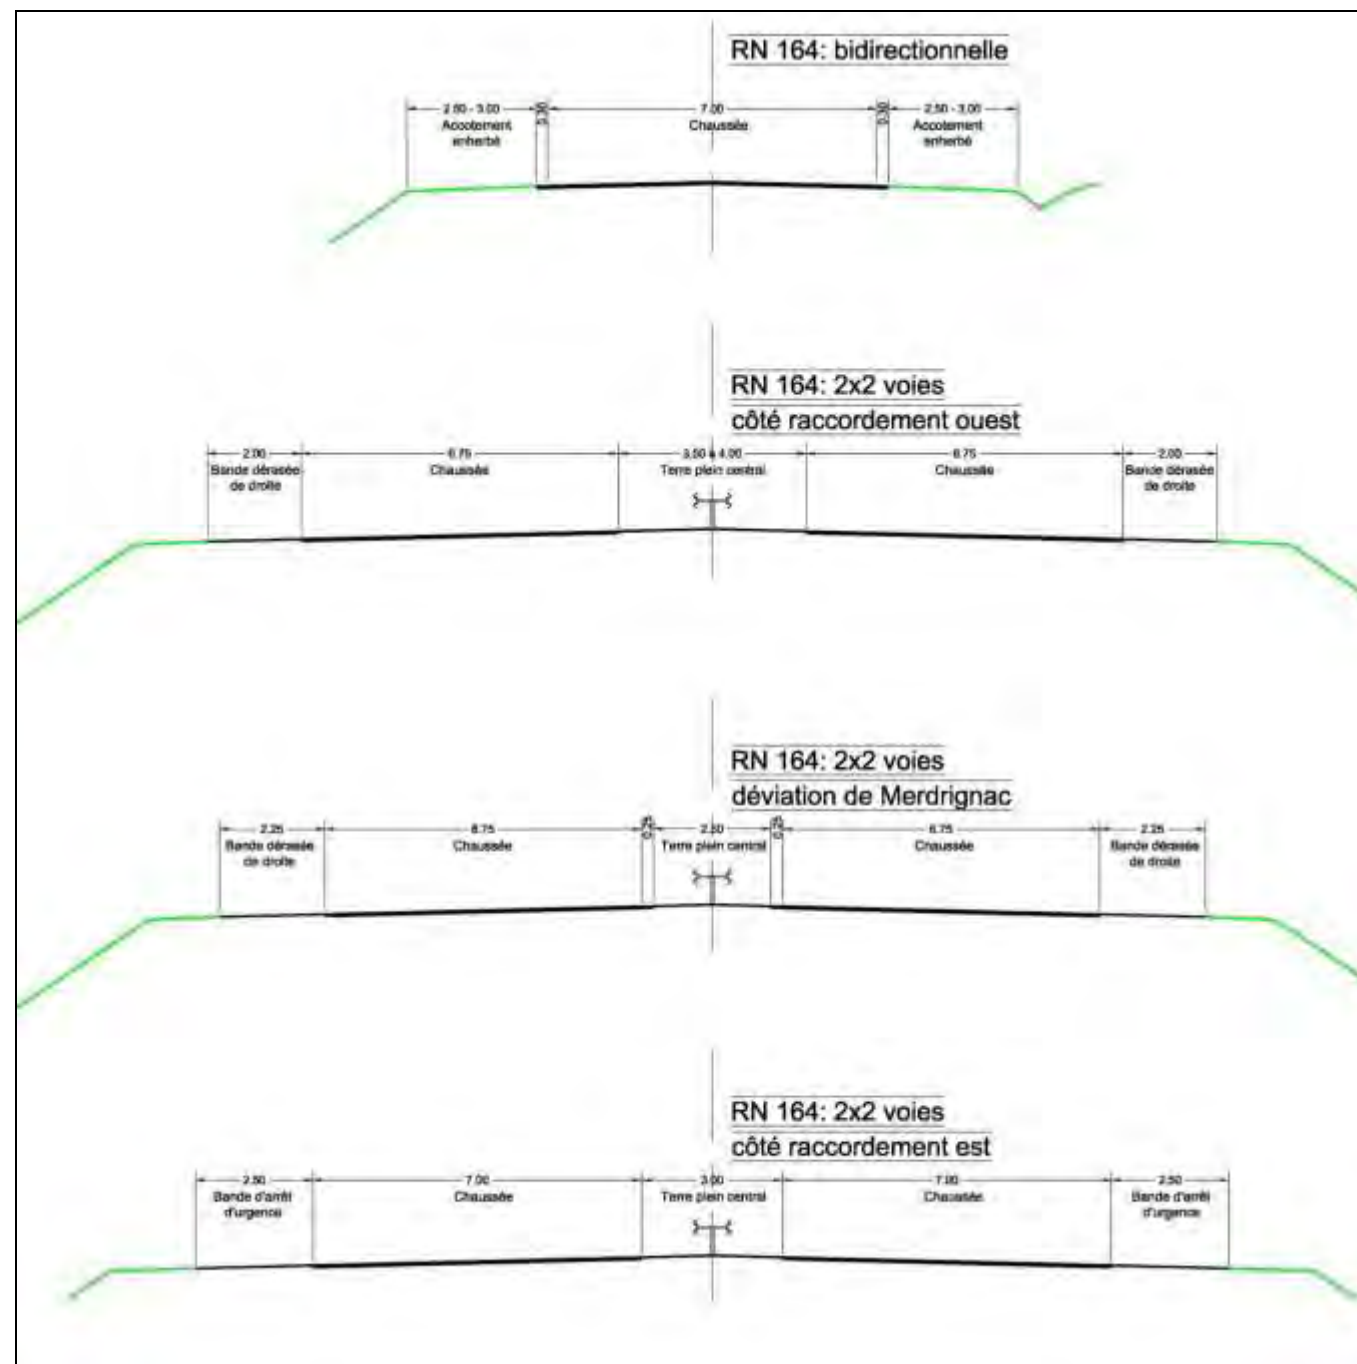 RN 164: bidirectionnelle
2.50 - 3.00 0.30 7.00 0.30 2.50 - 3.00
Accotement Chaussée Accotement
enherbé enherbé
RN 164: 2x2 voies
côté raccordement ouest
2.00 6.75 3.50 à 4.00 6.75 2.00
Bande dérasée Chaussée Terre plein central Chaussée Bande dérasée
de droite de droite
RN 164: 2x2 voies
déviation de Merdrignac
2.25 6.75 2.50 6.75 2.25
Bande dérasée Chaussée Terre plein central Chaussée Bande dérasée
de droite de droite
RN 164: 2x2 voies
côté raccordement est
2.50 7.00 3.00 7.00 2.50
Bande d'arrêt Chaussée Terre plein central Chaussée Bande d'arrêt
d'urgence d'urgence